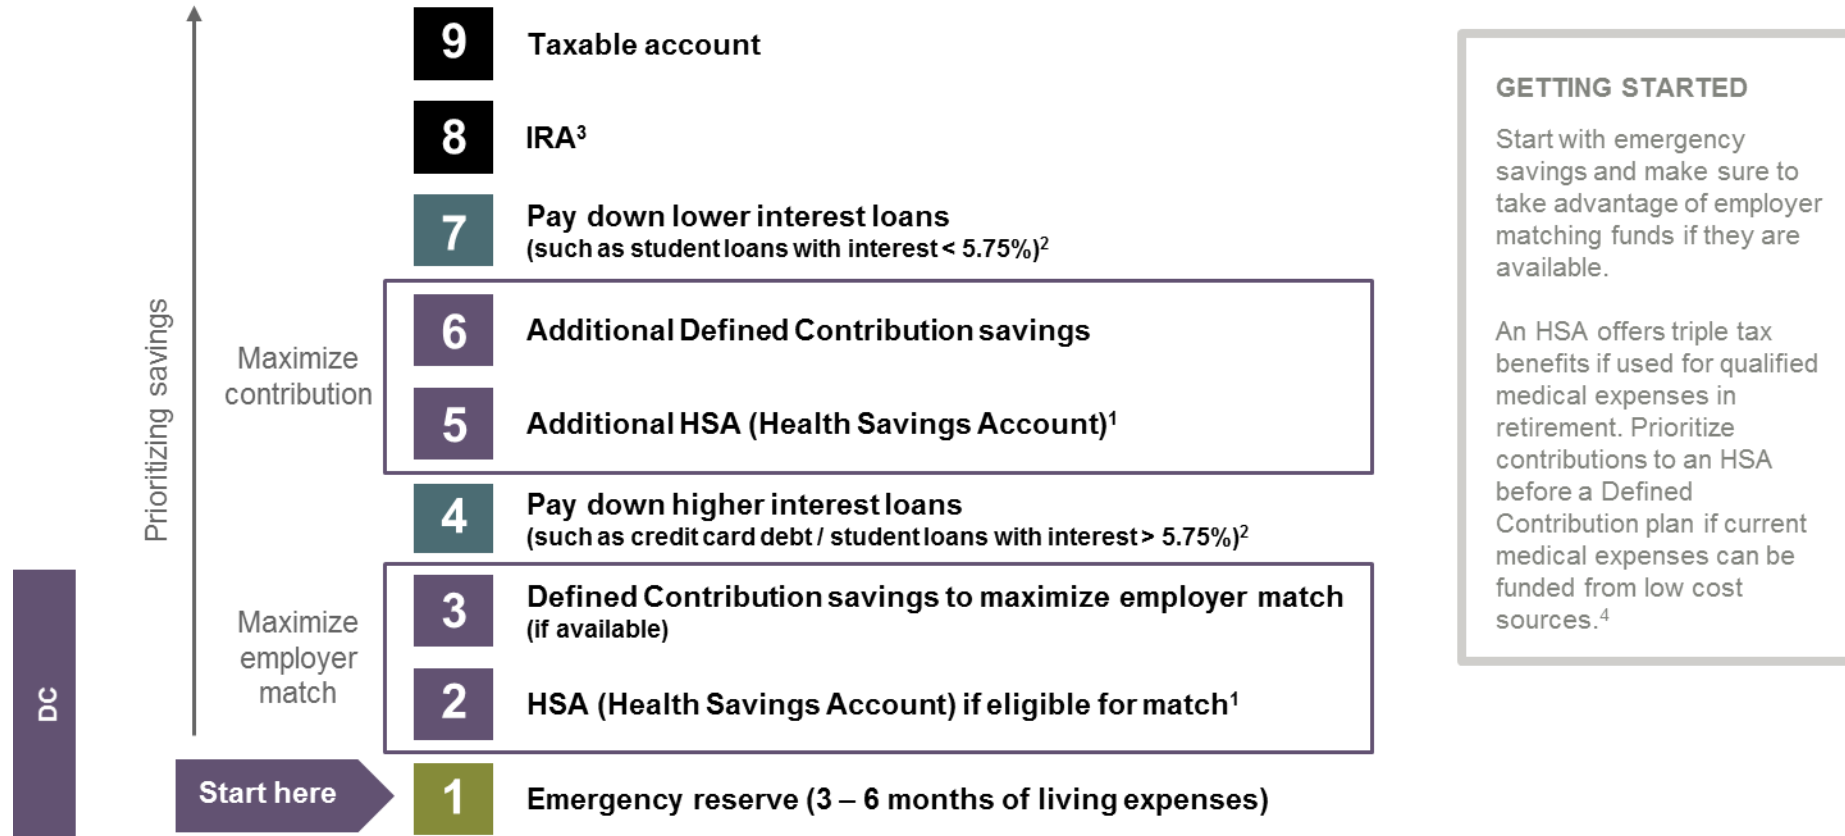 9 Taxable account
8 IRA³
7 Pay down lower interest loans
(such as student loans with interest < 5.75%)²
6 Additional Defined Contribution savings
5 Additional HSA (Health Savings Account)¹
Maximize
contribution
4 Pay down higher interest loans
(such as credit card debt / student loans with interest > 5.75%)²
3 Defined Contribution savings to maximize employer match
(if available)
2 HSA (Health Savings Account) if eligible for match¹
Maximize
employer
match
Start here
1 Emergency reserve (3 – 6 months of living expenses)
Prioritizing savings
DC
GETTING STARTED
Start with emergency
savings and make sure to
take advantage of employer
matching funds if they are
available.
An HSA offers triple tax
benefits if used for qualified
medical expenses in
retirement. Prioritize
contributions to an HSA
before a Defined
Contribution plan if current
medical expenses can be
funded from low cost
sources.⁴